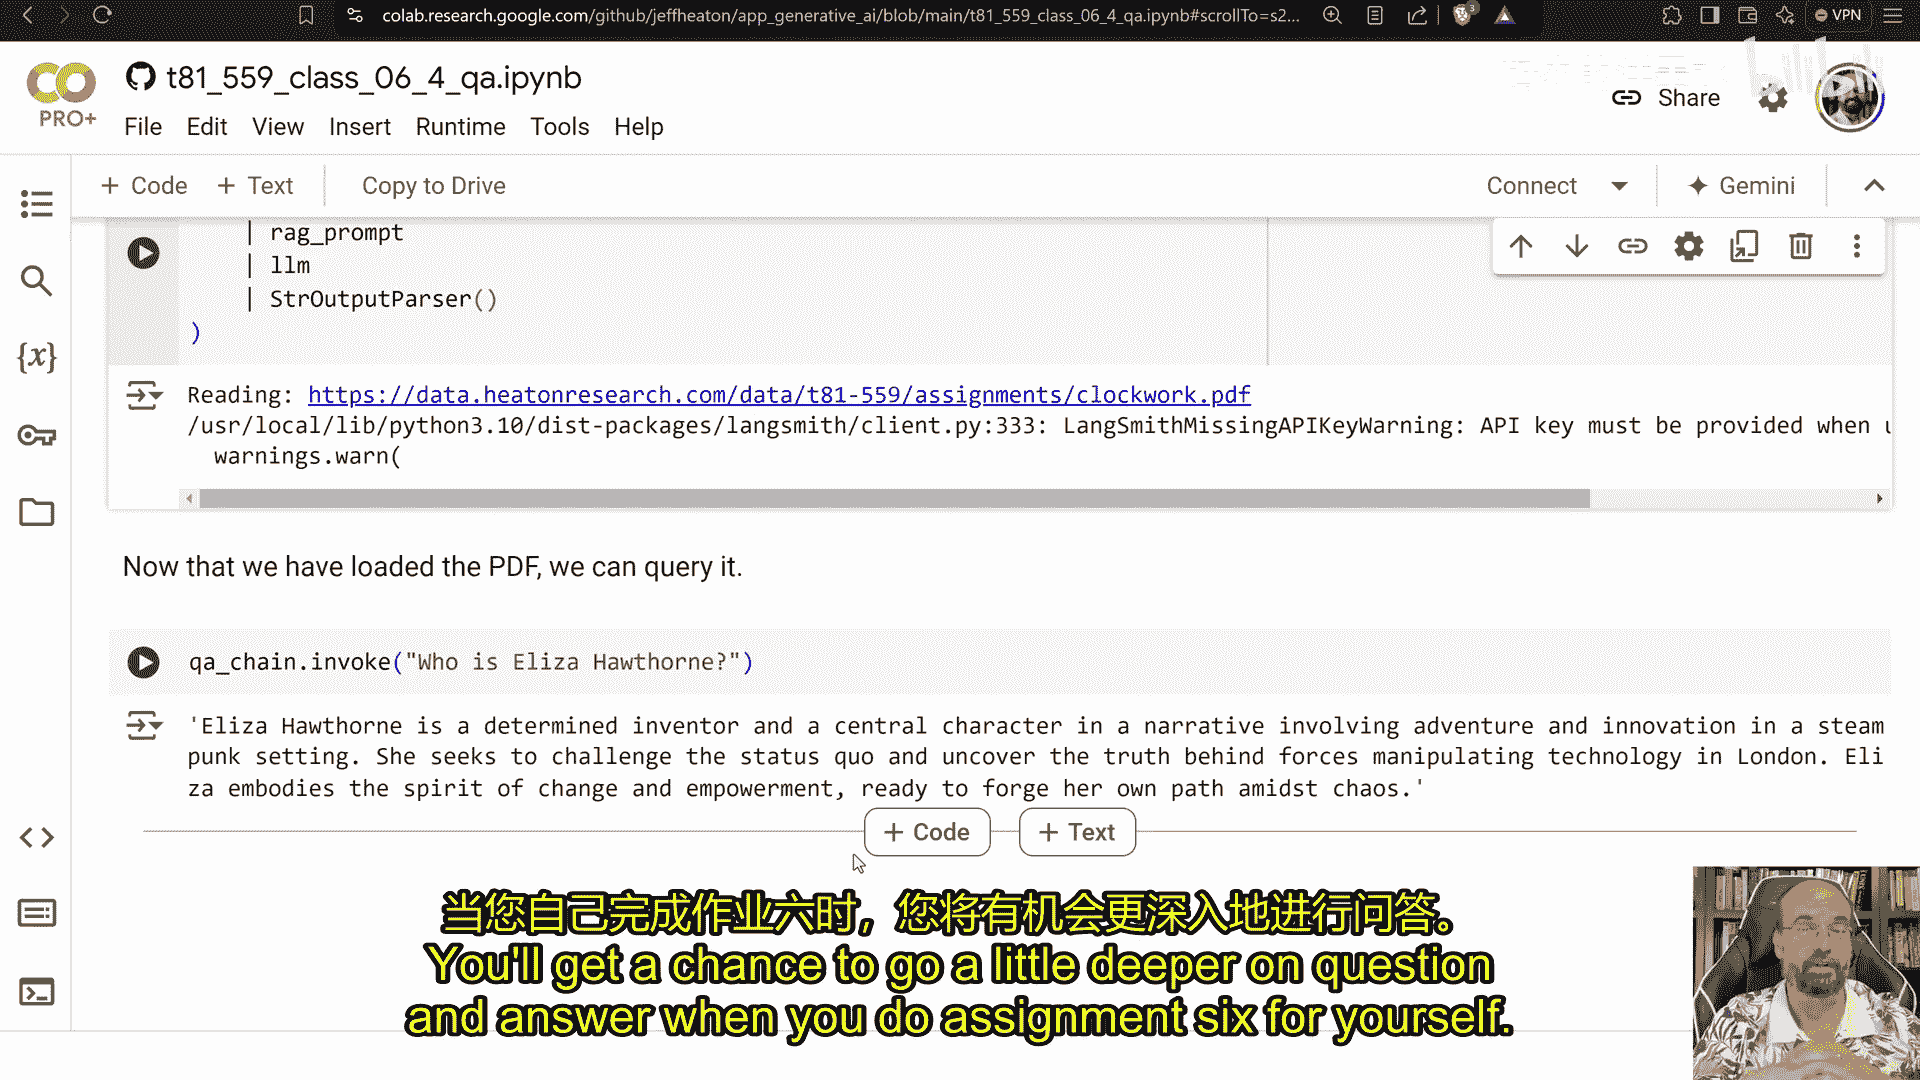 colab.research.google.com/github/jeffheaton/app_generative_ai/blob/main/t81_559_class_06_4_qa.ipynb#scrollTo=s2...
3
VPN
t81_559_class_06_4_qa.ipynb
PRO+
File Edit View Insert Runtime Tools Help
Share
bilibili
+ Code + Text Copy to Drive
Connect
Gemini
| rag_prompt
| llm
| StrOutputParser()
)
Reading: https://data.heatonresearch.com/data/t81-559/assignments/clockwork.pdf
/usr/local/lib/python3.10/dist-packages/langsmith/client.py:333: LangSmithMissingAPIKeyWarning: API key must be provided when u
warnings.warn(
Now that we have loaded the PDF, we can query it.
qa_chain.invoke("Who is Eliza Hawthorne?")
'Eliza Hawthorne is a determined inventor and a central character in a narrative involving adventure and innovation in a steam
punk setting. She seeks to challenge the status quo and uncover the truth behind forces manipulating technology in London. Eli
za embodies the spirit of change and empowerment, ready to forge her own path amidst chaos.'
+ Code + Text
当您自己完成作业六时，您将有机会更深入地进行问答。
You'll get a chance to go a little deeper on question
and answer when you do assignment six for yourself.